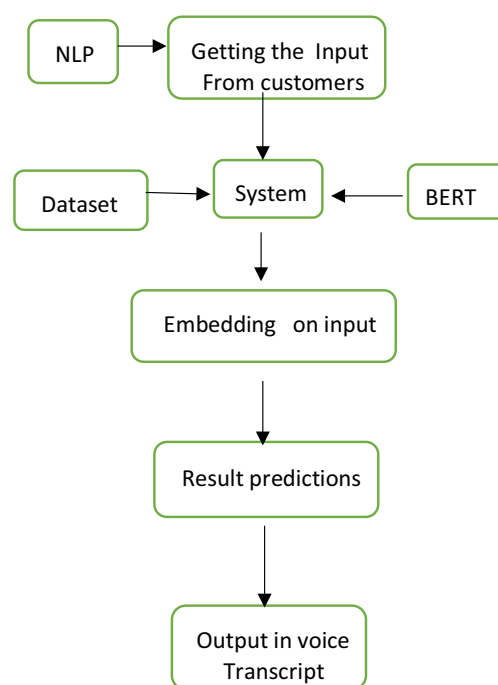 NLP
Getting the Input
From customers
Dataset
System
BERT
Embedding on input
Result predictions
Output in voice
Transcript